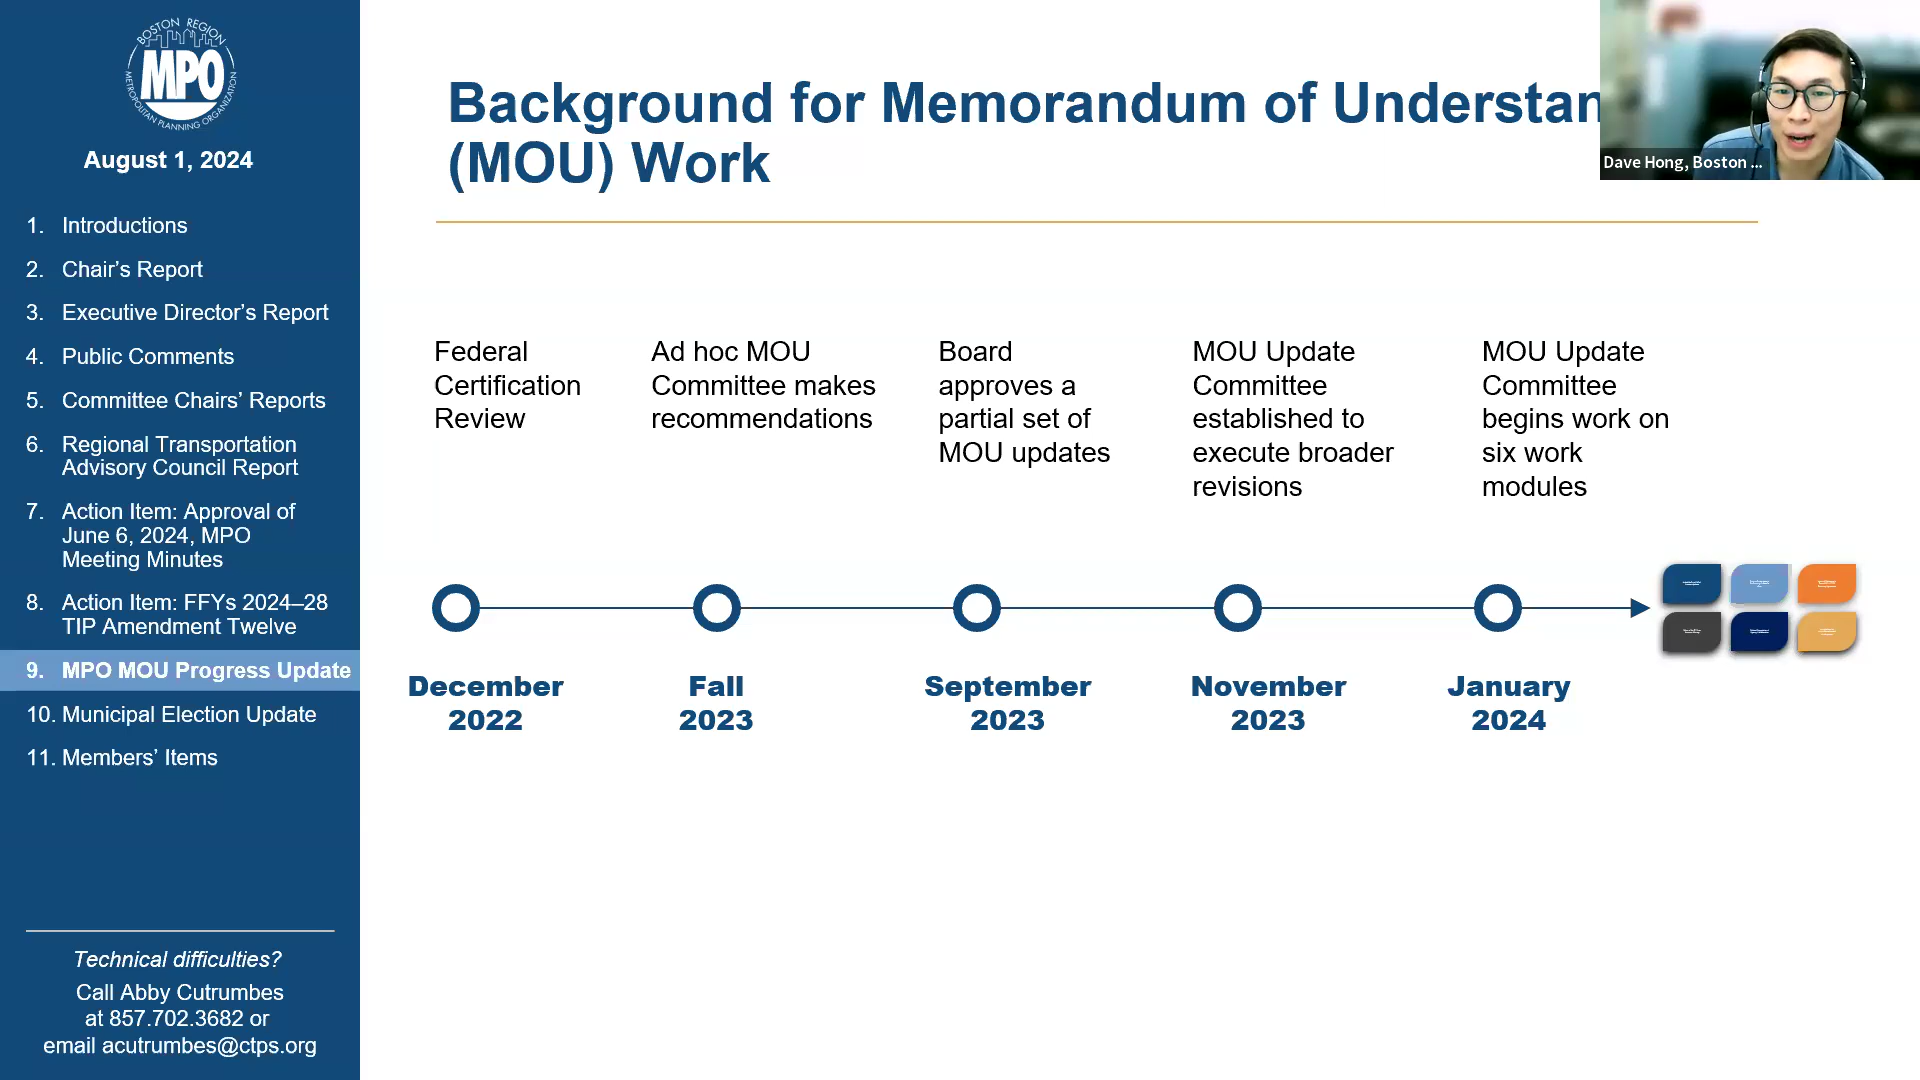 BOSTON REGION
MPO
METROPOLITAN PLANNING ORGANIZATION
August 1, 2024
1. Introductions
2. Chair’s Report
3. Executive Director’s Report
4. Public Comments
5. Committee Chairs’ Reports
6. Regional Transportation
Advisory Council Report
7. Action Item: Approval of
June 6, 2024, MPO
Meeting Minutes
8. Action Item: FFYs 2024–28
TIP Amendment Twelve
9. MPO MOU Progress Update
10. Municipal Election Update
11. Members’ Items
Technical difficulties?
Call Abby Cutrumbes
at 857.702.3682 or
email acutrumbes@ctps.org
Background for Memorandum of Understan
(MOU) Work
Dave Hong, Boston ...
Federal
Certification
Review
Ad hoc MOU
Committee makes
recommendations
Board
approves a
partial set of
MOU updates
MOU Update
Committee
established to
execute broader
revisions
MOU Update
Committee
begins work on
six work
modules
December
2022
Fall
2023
September
2023
November
2023
January
2024